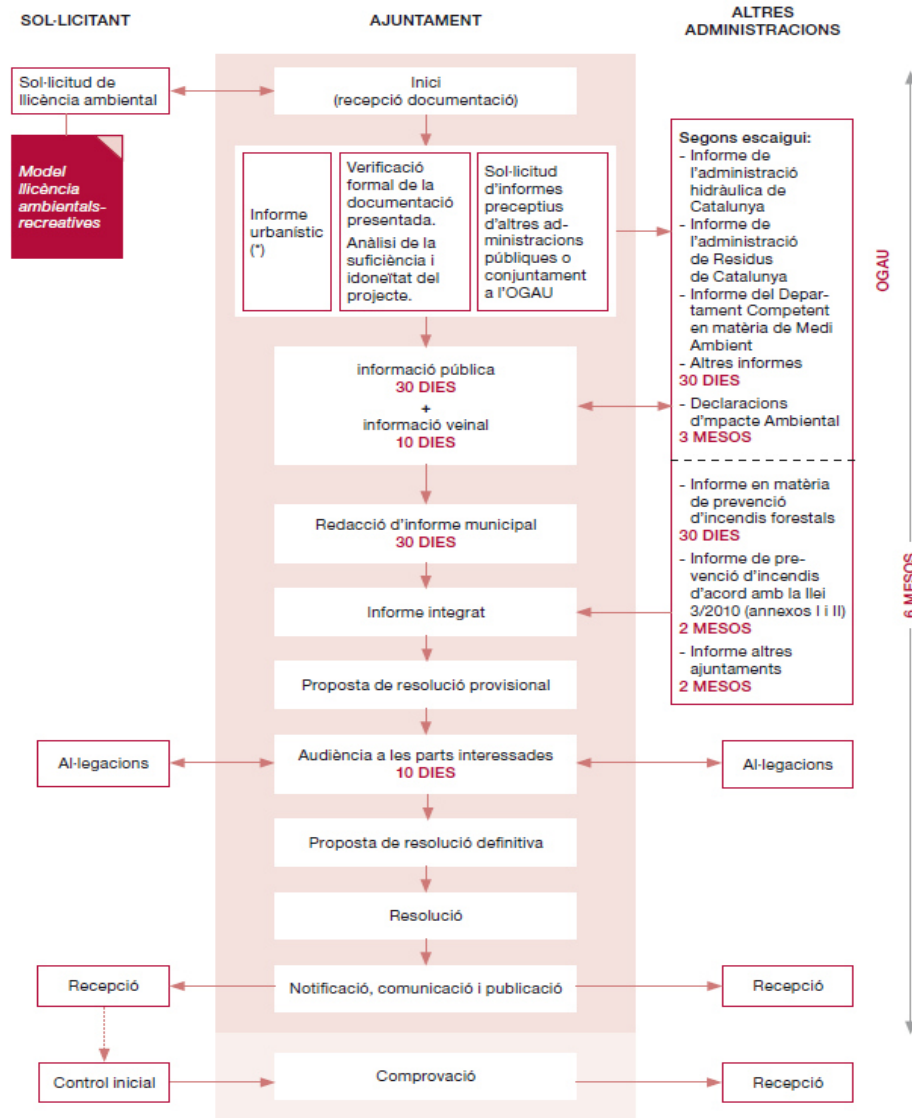 SOL·LICITANT
AJUNTAMENT
ALTRES
ADMINISTRACIONS
Sol·licitud de
llicència ambiental
Model
llicència
ambientals-
recreatives
Inici
(recepció documentació)
Informe
urbanístic
(*)
Verificació
formal de la
documentació
presentada.
Anàlisi de la
suficiència i
idoneïtat del
projecte.
Sol·licitud
d'informes
preceptius
d'altres ad-
ministracions
públiques o
conjuntament
a l'OGAU
Segons escaigui:
- Informe de
l'administració
hidràulica de
Catalunya
- Informe de
l'administració
de Residus
de Catalunya
- Informe del Depar-
tament Competent
en matèria de Medi
Ambient
- Altres informes
30 DIES
- Declaracions
d'mpacte Ambiental
3 MESOS
- Informe en matèria
de prevenció
d'incendis forestals
30 DIES
- Informe de pre-
venció d'incendis
d'acord amb la llei
3/2010 (annexos I i II)
2 MESOS
- Informe altres
ajuntaments
2 MESOS
OGAU
6 MESOS
informació pública
30 DIES
+
informació veinal
10 DIES
Redacció d'informe municipal
30 DIES
Informe integrat
Proposta de resolució provisional
Al·legacions
Audiència a les parts interessades
10 DIES
Al·legacions
Proposta de resolució definitiva
Resolució
Recepció
Notificació, comunicació i publicació
Recepció
Control inicial
Comprovació
Recepció